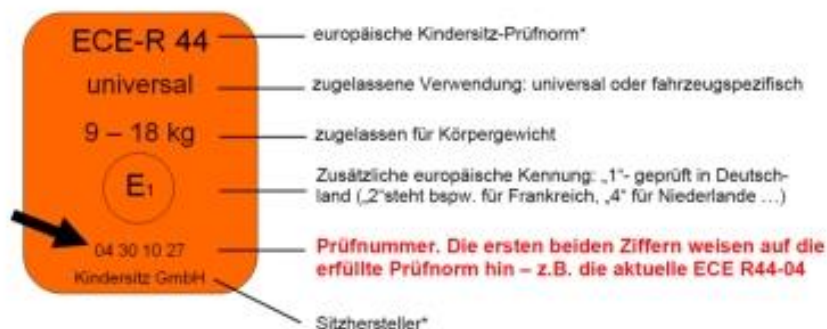 ECE-R 44
europäische Kindersitz-Prüfnorm*
universal
zugelassene Verwendung: universal oder fahrzeugspezifisch
9 – 18 kg
zugelassen für Körpergewicht
E1
Zusätzliche europäische Kennung: „1"- geprüft in Deutsch-
land („2"steht bspw. für Frankreich, „4" für Niederlande ...)
04 30 10 27
Prüfnummer. Die ersten beiden Ziffern weisen auf die
erfüllte Prüfnorm hin – z.B. die aktuelle ECE R44-04
Kindersitz GmbH
Sitzhersteller*